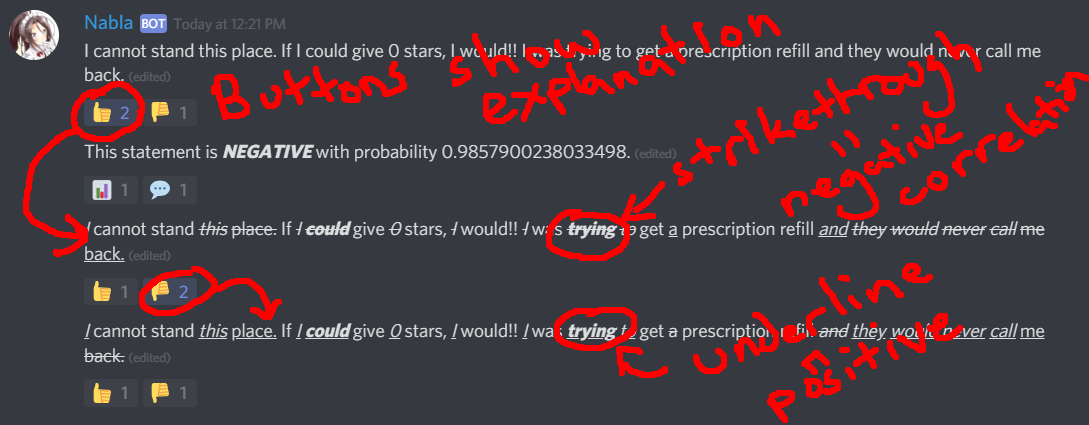 Nabla BOT Today at 12:21 PM
I cannot stand this place. If I could give 0 stars, I would!! I was trying to get a prescription refill and they would never call me
back. (edited)
Buttons show
explanation
2 1
strikettrough
This statement is NEGATIVE with probability 0.9857900238033498. (edited)
=
negative
correlation
1 1
I cannot stand this place. If I could give 0 stars, I would!! I was trying to get a prescription refill and they would never call me
back. (edited)
1 2
underline
I cannot stand this place. If I could give 0 stars, I would!! I was trying to get a prescription refill and they would never call me
back. (edited)
=
positive
1 1